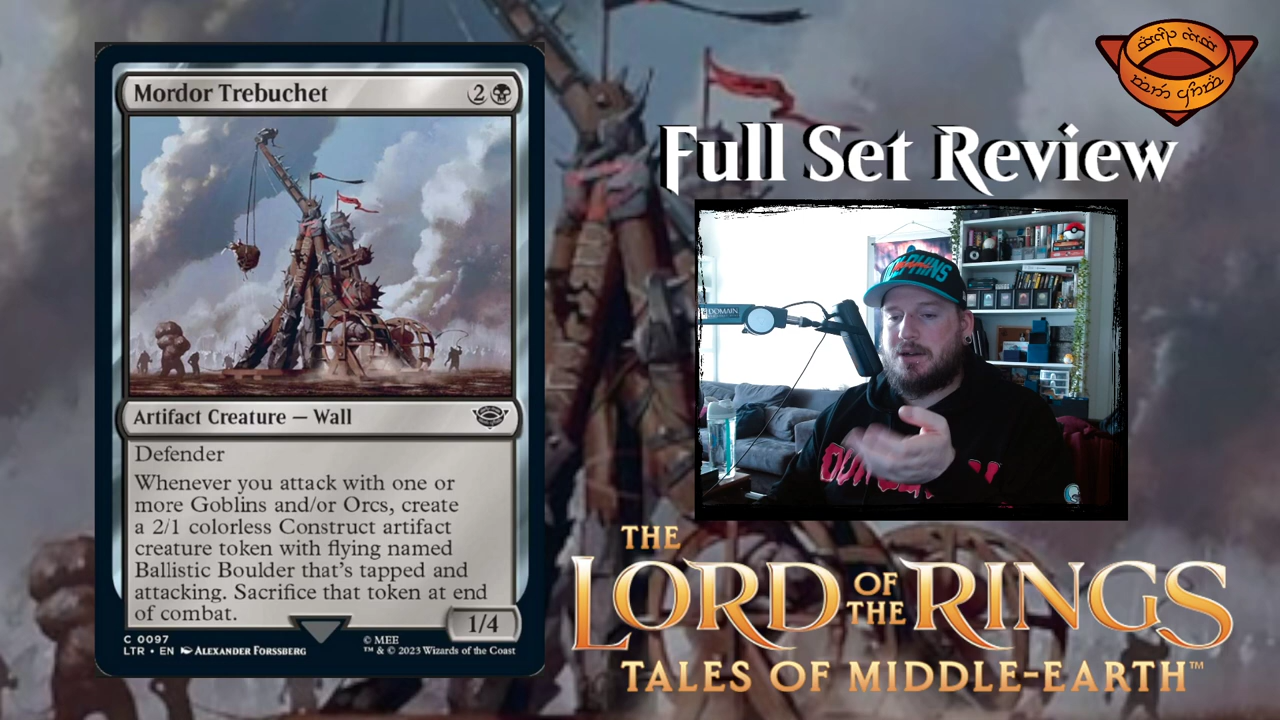 Mordor Trebuchet 2
Artifact Creature — Wall
Defender
Whenever you attack with one or
more Goblins and/or Orcs, create
a 2/1 colorless Construct artifact
creature token with flying named
Ballistic Boulder that's tapped and
attacking. Sacrifice that token at end
of combat.
1/4
C 0097
LTR • EN ALEXANDER FORSSBERG
© MEE
™ & © 2023 Wizards of the Coast
Full Set Review
DOMAIN
DOLPHINS
THE
LORD OF THE RINGS
TALES OF MIDDLE-EARTH™